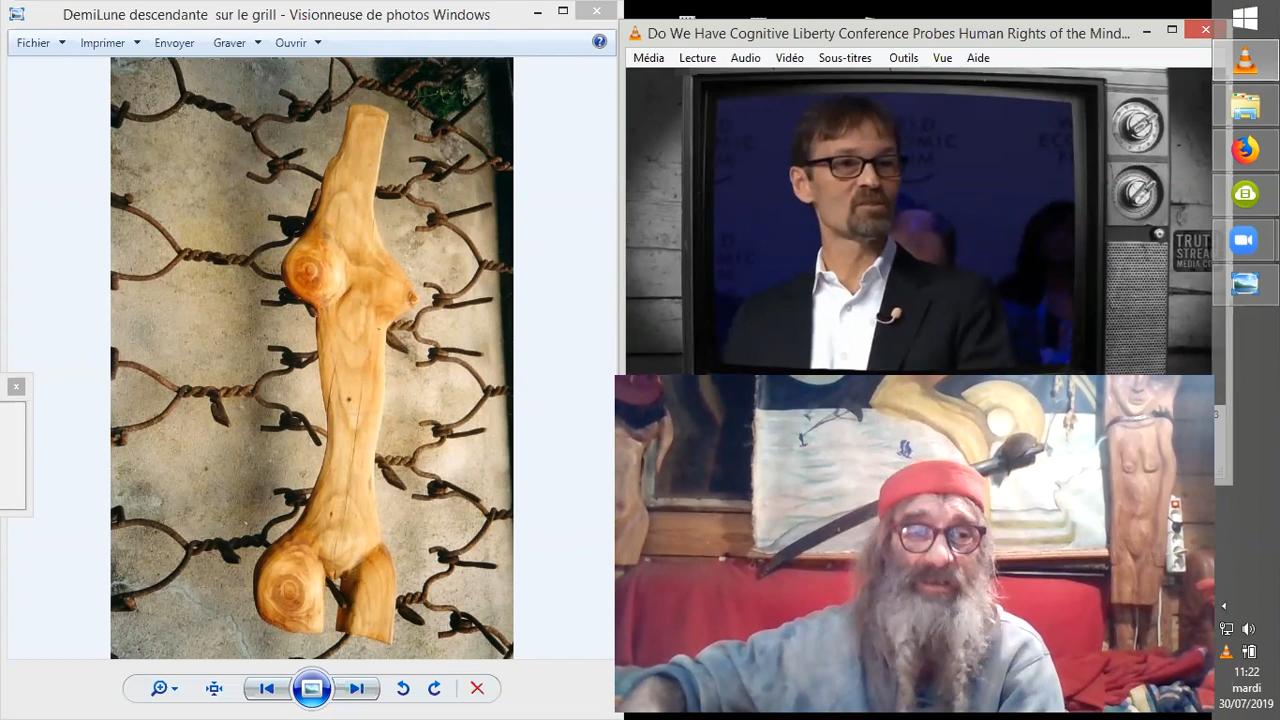 DemiLune descendante sur le grill - Visionneuse de photos Windows
Fichier Imprimer Envoyer Graver Ouvrir
Do We Have Cognitive Liberty Conference Probes Human Rights of the Mind...
Média Lecture Audio Vidéo Sous-titres Outils Vue Aide
TRUTH
STREAM
MEDIA.CO
11:22
mardi
30/07/2019